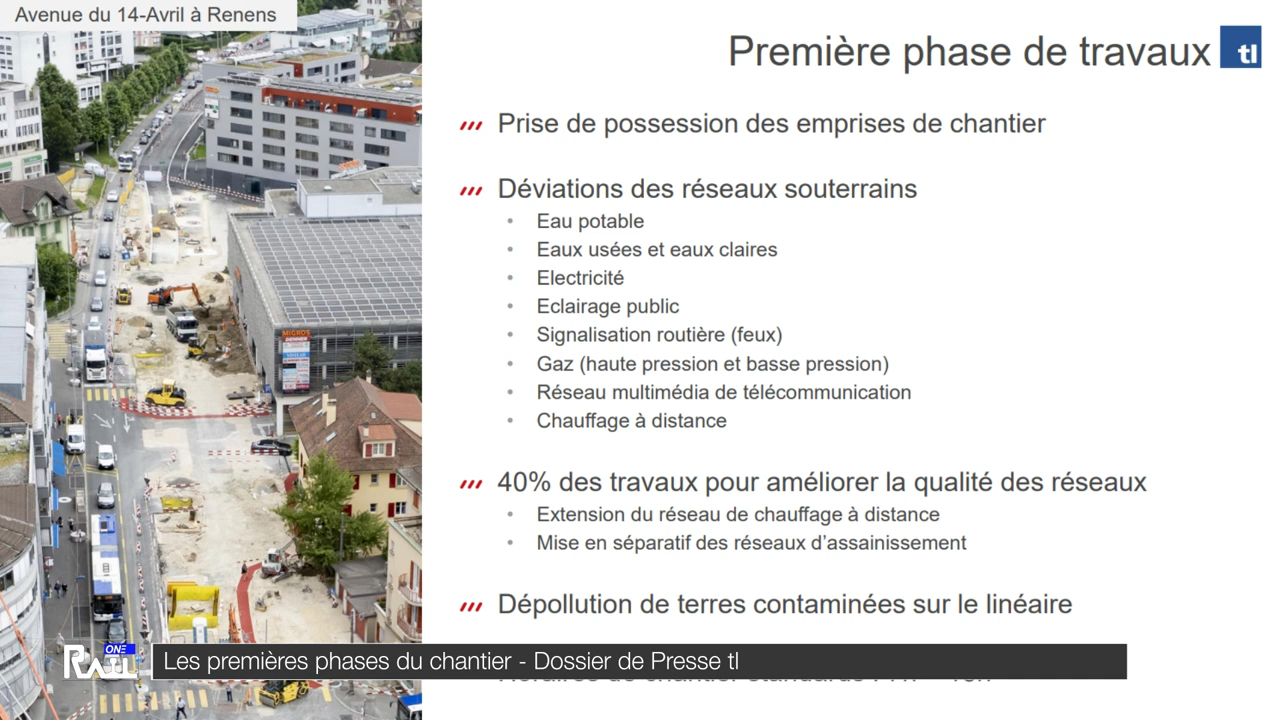 Avenue du 14-Avril à Renens
Première phase de travaux
tl
Prise de possession des emprises de chantier
Déviations des réseaux souterrains
Eau potable
Eaux usées et eaux claires
Electricité
Eclairage public
Signalisation routière (feux)
Gaz (haute pression et basse pression)
Réseau multimédia de télécommunication
Chauffage à distance
40% des travaux pour améliorer la qualité des réseaux
Extension du réseau de chauffage à distance
Mise en séparatif des réseaux d’assainissement
Dépollution de terres contaminées sur le linéaire
MIGROS
DENNER
RAIL
ONE
Les premières phases du chantier - Dossier de Presse tl